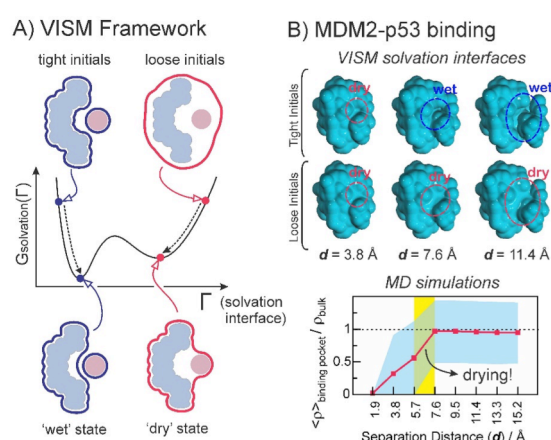 A) VISM Framework
tight initials
loose initials
Gsolvation(Γ)
Γ (solvation interface)
'wet' state
'dry' state
B) MDM2-p53 binding
VISM solvation interfaces
Tight Initials
dry
wet
wet
Loose Initials
dry
dry
dry
d = 3.8 Å
d = 7.6 Å
d = 11.4 Å
MD simulations
<ρ>binding pocket / ρbulk
1
0.5
0
drying!
1.9
3.8
5.7
7.6
9.5
11.4
13.3
15.2
Separation Distance (d) / Å